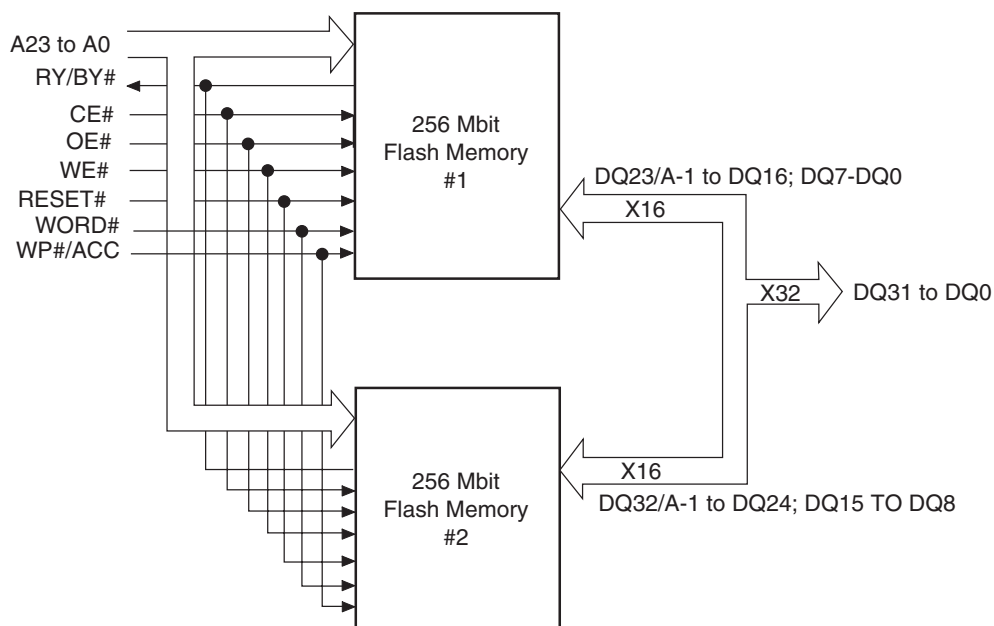 A23 to A0
RY/BY#
CE#
OE#
WE#
RESET#
WORD#
WP#/ACC
256 Mbit
Flash Memory
#1
DQ23/A-1 to DQ16; DQ7-DQ0
X16
X32
DQ31 to DQ0
256 Mbit
Flash Memory
#2
X16
DQ32/A-1 to DQ24; DQ15 TO DQ8